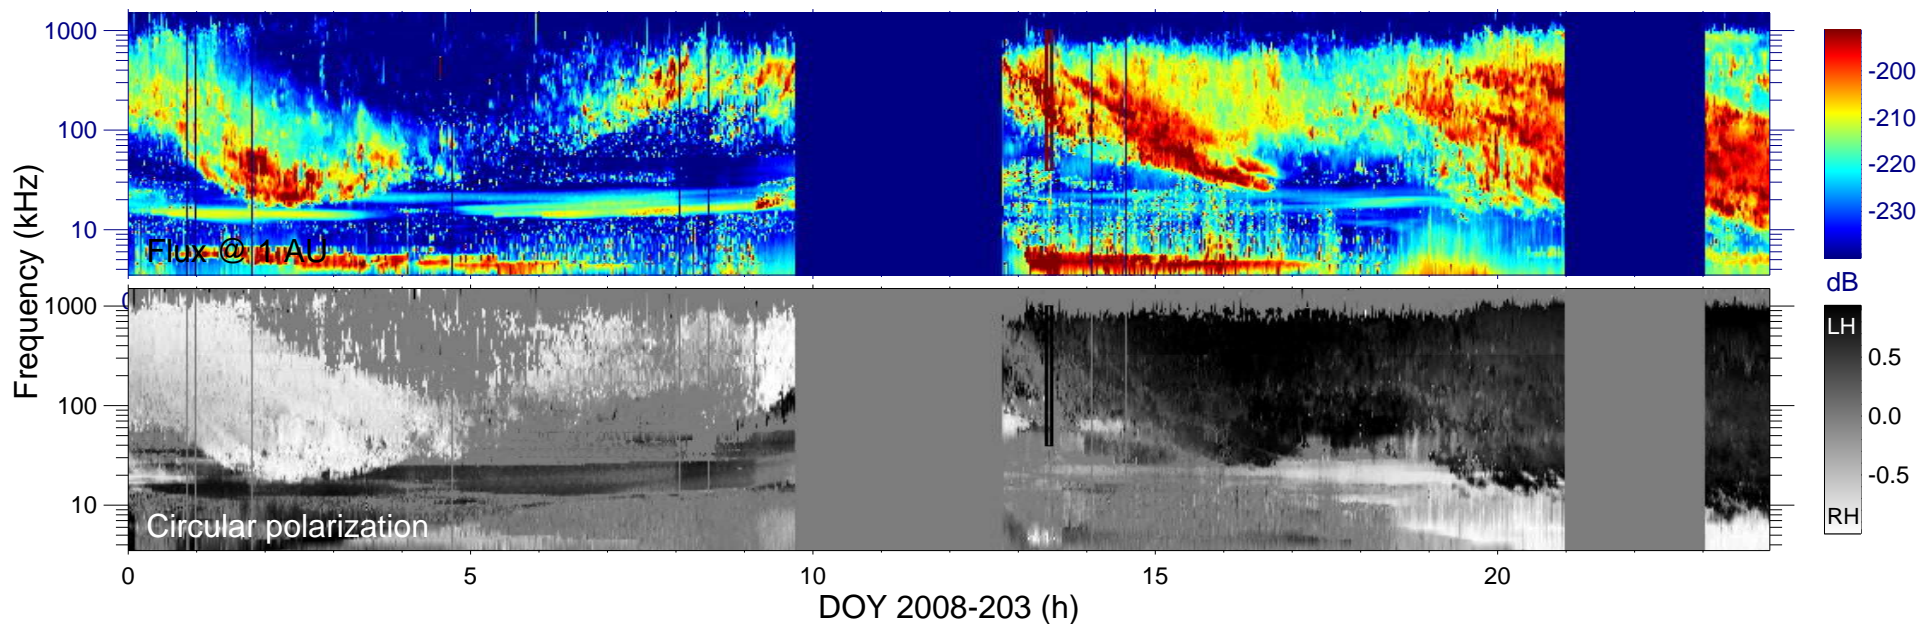 1000
100
10
Flux @ 1 AU
0
-200
-210
-220
-230
dB
Frequency (kHz)
1000
100
10
Circular polarization
LH
0.5
0.0
-0.5
RH
0 5 10 15 20
DOY 2008-203 (h)